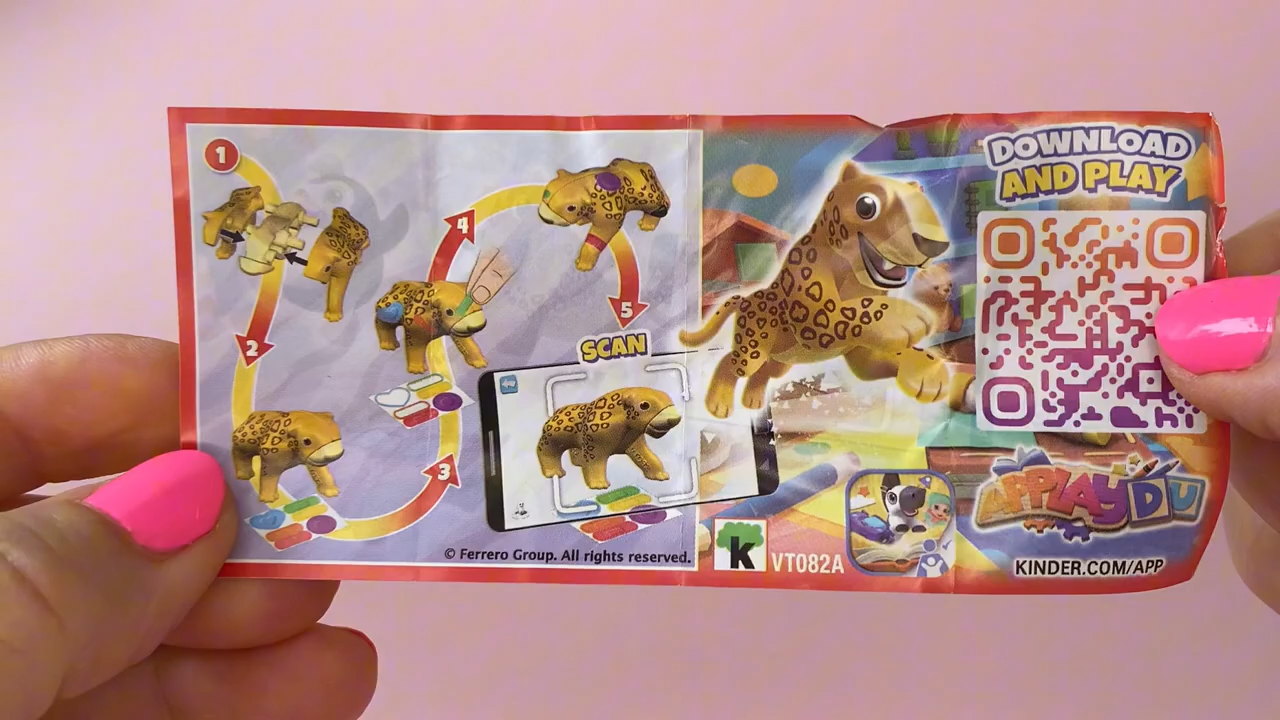 1
2
3
4
5
SCAN
© Ferrero Group. All rights reserved.
DOWNLOAD
AND PLAY
k
VT082A
APPLAYDU
KINDER.COM/APP